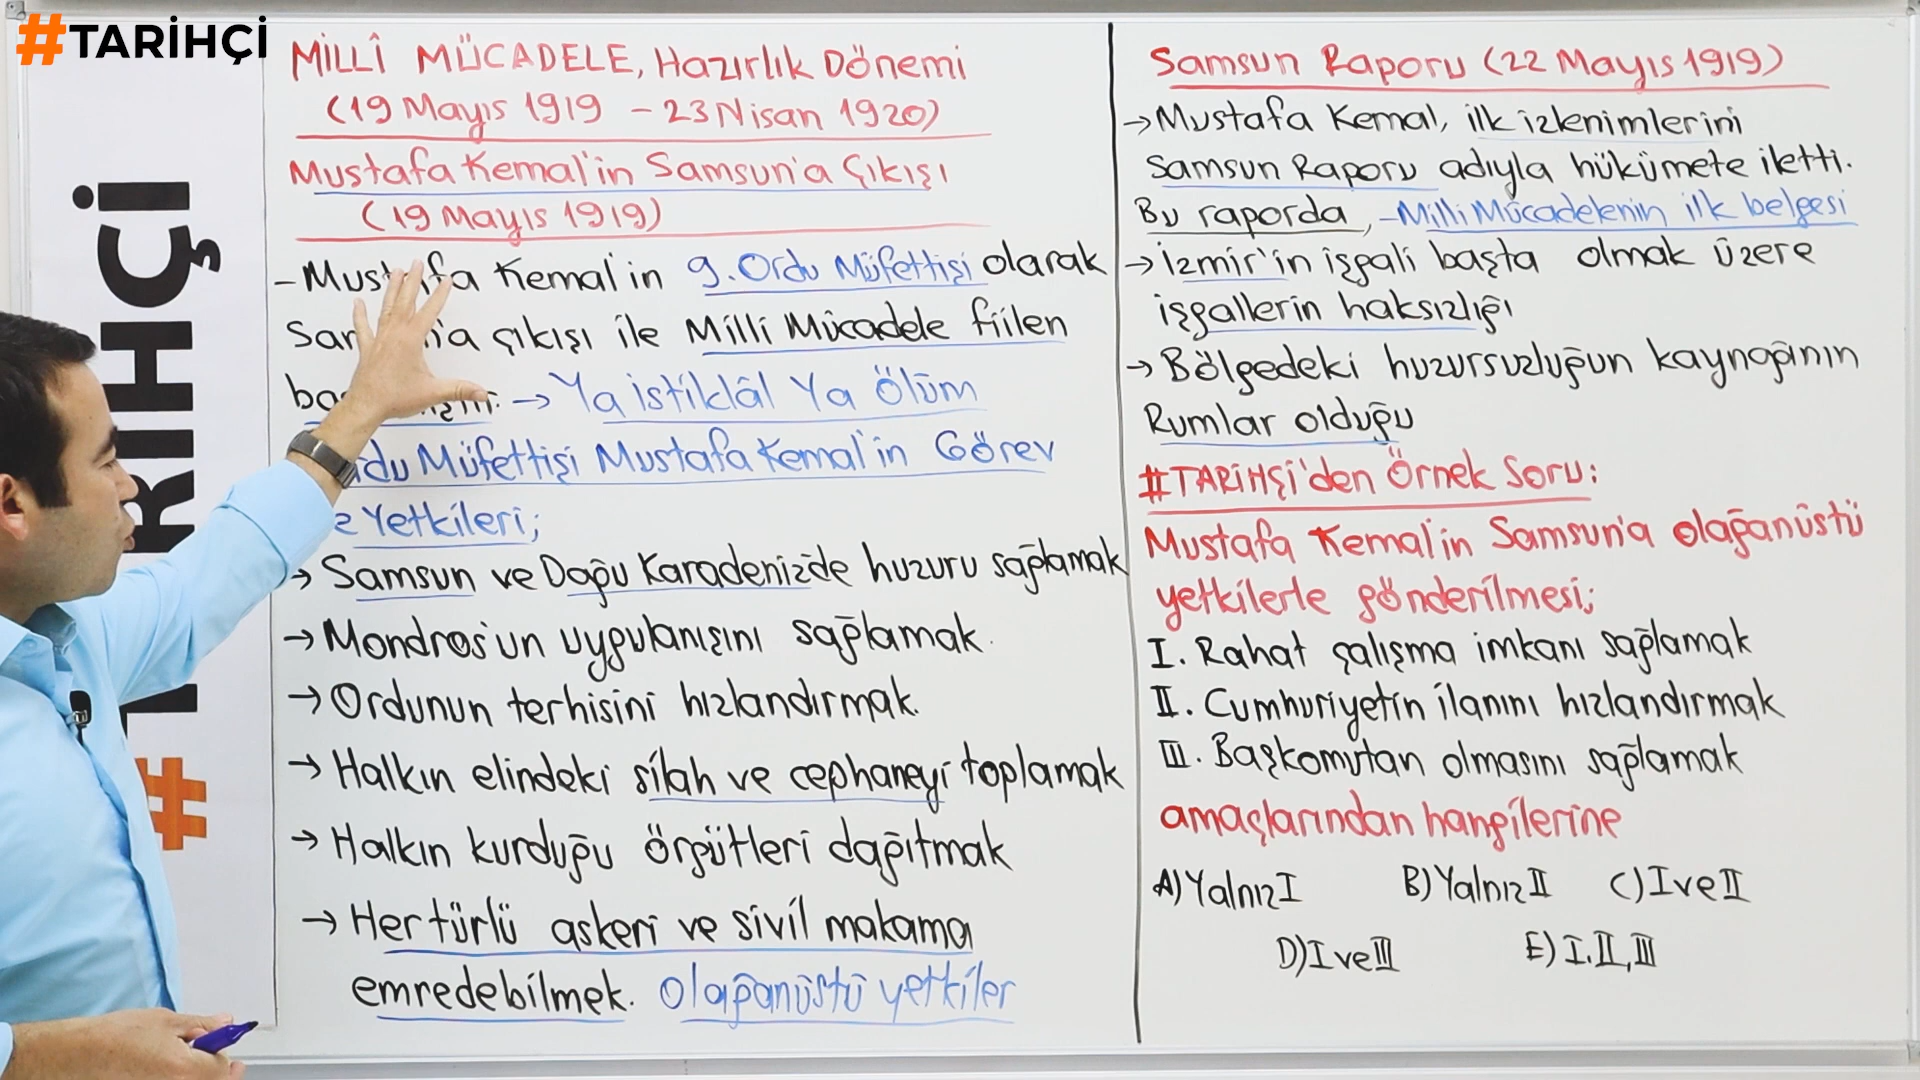 #TARİHÇİ
#TARİHÇİ
MİLLÎ MÜCADELE, Hazırlık Dönemi
(19 Mayıs 1919 - 23 Nisan 1920)
Mustafa Kemal'in Samsun'a Çıkışı
(19 Mayıs 1919)
- Mustafa Kemal'in 9. Ordu Müfettişi olarak
çıkışı ile Milli Mücadele fiilen
→ Ya istiklâl Ya Ölüm
Müfettişi Mustafa Kemal'in Görev
Yetkileri;
→ Samsun ve Doğu Karadeniz'de huzuru sağlamak
→ Mondros'un uygulanışını sağlamak.
→ Ordunun terhisini hızlandırmak.
→ Halkın elindeki silah ve cephaneyi toplamak
→ Halkın kurduğu örgütleri dağıtmak
→ Her türlü askeri ve sivil makama
emredebilmek. Olağanüstü yetkiler
Samsun Raporu (22 Mayıs 1919)
→ Mustafa Kemal, ilk izlenimlerini
Samsun Raporu adıyla hükümete iletti.
Bu raporda, - Milli Mücadelenin ilk belgesi
→ İzmir'in işgali başta olmak üzere
işgallerin haksızlığı
→ Bölgedeki huzursuzluğun kaynağının
Rumlar olduğu
#TARİHÇİ'den Örnek Soru:
Mustafa Kemal'in Samsun'a olağanüstü
yetkilerle gönderilmesi;
I. Rahat çalışma imkanı sağlamak
II. Cumhuriyetin ilanını hızlandırmak
III. Başkomutan olmasını sağlamak
amaçlarından hangilerine
A) Yalnız I B) Yalnız II C) I ve II
D) I ve III E) I, II, III